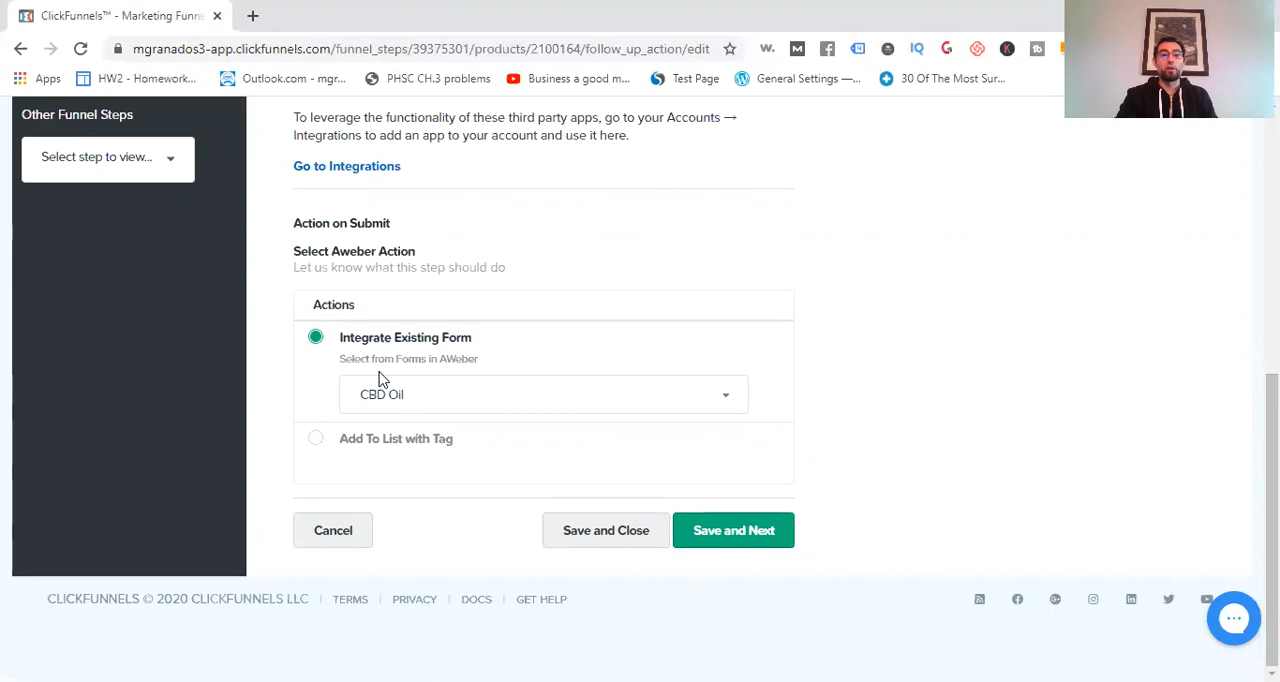 ClickFunnels™ - Marketing Funne
mgranados3-app.clickfunnels.com/funnel_steps/39375301/products/2100164/follow_up_action/edit
w. M IQ G K tb
Apps HW2 - Homework... Outlook.com - mgr... PHSC CH.3 problems Business a good m... Test Page General Settings —... 30 Of The Most Sur...
Other Funnel Steps
Select step to view...
To leverage the functionality of these third party apps, go to your Accounts →
Integrations to add an app to your account and use it here.
Go to Integrations
Action on Submit
Select Aweber Action
Let us know what this step should do
Actions
Integrate Existing Form
Select from Forms in AWeber
CBD Oil
Add To List with Tag
Cancel Save and Close Save and Next
CLICKFUNNELS © 2020 CLICKFUNNELS LLC | TERMS | PRIVACY | DOCS | GET HELP